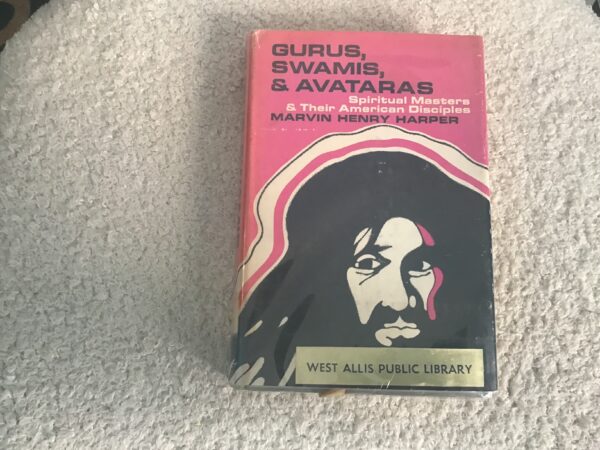 GURUS,
SWAMIS,
& AVATARAS
Spiritual Masters
& Their American Disciples
MARVIN HENRY HARPER
WEST ALLIS PUBLIC LIBRARY